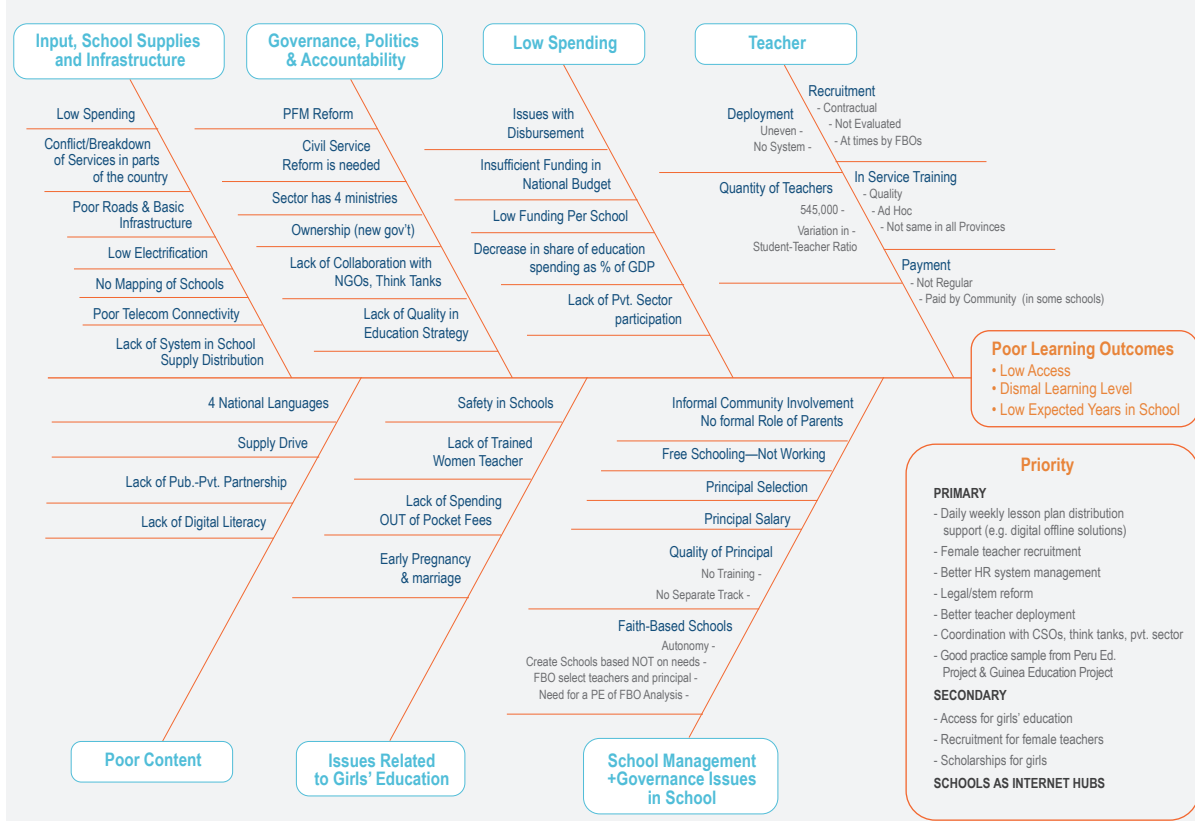 Input, School Supplies
and Infrastructure
Low Spending
Conflict/Breakdown
of Services in parts
of the country
Poor Roads & Basic
Infrastructure
Low Electrification
No Mapping of Schools
Poor Telecom Connectivity
Lack of System in School
Supply Distribution
Governance, Politics
& Accountability
PFM Reform
Civil Service
Reform is needed
Sector has 4 ministries
Ownership (new gov't)
Lack of Collaboration with
NGOs, Think Tanks
Lack of Quality in
Education Strategy
Low Spending
Issues with
Disbursement
Insufficient Funding in
National Budget
Low Funding Per School
Decrease in share of education
spending as % of GDP
Lack of Pvt. Sector
participation
Teacher
Deployment
Uneven -
No System -
Quantity of Teachers
545,000 -
Variation in -
Student-Teacher Ratio
Recruitment
- Contractual
- Not Evaluated
- At times by FBOs
In Service Training
- Quality
- Ad Hoc
- Not same in all Provinces
Payment
- Not Regular
- Paid by Community (in some schools)
Poor Learning Outcomes
• Low Access
• Dismal Learning Level
• Low Expected Years in School
4 National Languages
Supply Drive
Lack of Pub.-Pvt. Partnership
Lack of Digital Literacy
Poor Content
Safety in Schools
Lack of Trained
Women Teacher
Lack of Spending
OUT of Pocket Fees
Early Pregnancy
& marriage
Issues Related
to Girls' Education
Informal Community Involvement
No formal Role of Parents
Free Schooling—Not Working
Principal Selection
Principal Salary
Quality of Principal
No Training -
No Separate Track -
Faith-Based Schools
Autonomy -
Create Schools based NOT on needs -
FBO select teachers and principal -
Need for a PE of FBO Analysis -
School Management
+Governance Issues
in School
Priority
PRIMARY
- Daily weekly lesson plan distribution
support (e.g. digital offline solutions)
- Female teacher recruitment
- Better HR system management
- Legal/stem reform
- Better teacher deployment
- Coordination with CSOs, think tanks, pvt. sector
- Good practice sample from Peru Ed.
Project & Guinea Education Project
SECONDARY
- Access for girls' education
- Recruitment for female teachers
- Scholarships for girls
SCHOOLS AS INTERNET HUBS